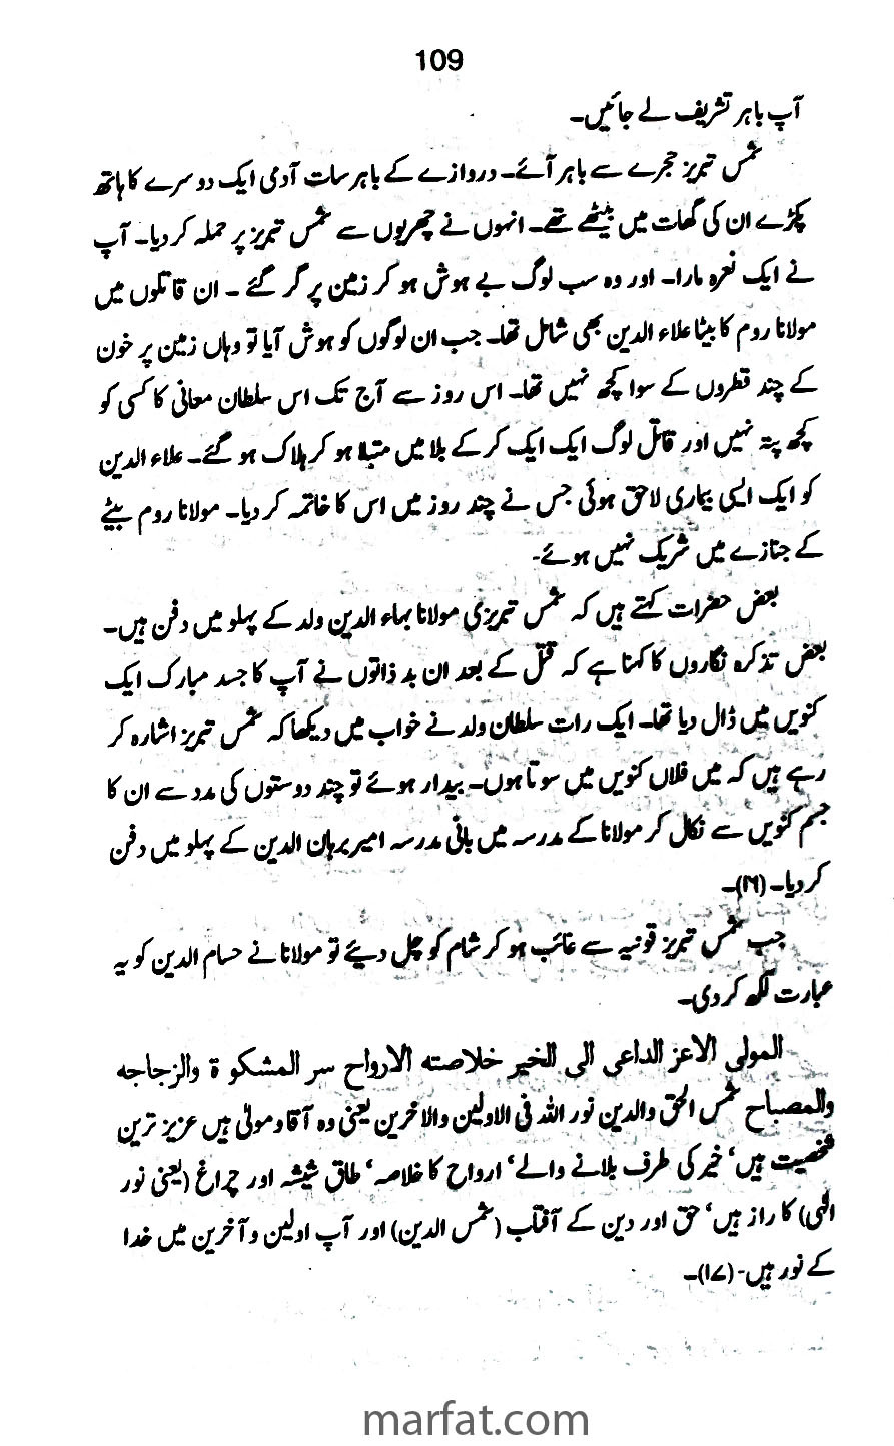 109
آپ باہر تشریف لے جائیں۔
شمس تبریز حجرے سے باہر آئے۔ دروازے کے باہر سات آدمی ایک دوسرے کا ہاتھ
پکڑے ان کی گھات میں بیٹھے تھے۔ انہوں نے چھریوں سے شمس تبریز پر حملہ کر دیا۔ آپ
نے ایک نعرہ مارا۔ اور وہ سب لوگ بے ہوش ہو کر زمین پر گر گئے ۔ ان قاتلوں میں
مولانا روم کا بیٹا علاء الدین بھی شامل تھا۔ جب ان لوگوں کو ہوش آیا تو وہاں زمین پر خون
کے چند قطروں کے سوا کچھ نہیں تھا۔ اس روز سے آج تک اس سلطان معانی کا کسی کو
کچھ پتہ نہیں اور قاتل لوگ ایک ایک کر کے بلا میں مبتلا ہو کر ہلاک ہو گئے۔ علاء الدین
کو ایک ایسی بیماری لاحق ہوئی جس نے چند روز میں اس کا خاتمہ کر دیا۔ مولانا روم بیٹے
کے جنازے میں شریک نہیں ہوئے۔
بعض حضرات کہتے ہیں کہ شمس تبریزی مولانا بہاء الدین ولد کے پہلو میں دفن ہیں۔
بعض تذکرہ نگاروں کا کہنا ہے کہ قتل کے بعد ان بد ذاتوں نے آپ کا جسد مبارک ایک
کنویں میں ڈال دیا تھا۔ ایک رات سلطان ولد نے خواب میں دیکھا کہ شمس تبریز اشارہ کر
رہے ہیں کہ میں فلاں کنویں میں سوتا ہوں۔ بیدار ہوئے تو چند دوستوں کی مدد سے ان کا
جسم کنویں سے نکال کر مولانا کے مدرسہ میں بانی مدرسہ امیر برہان الدین کے پہلو میں دفن
کر دیا۔ (۱۶)۔
جب شمس تبریز قونیہ سے غائب ہو کر شام کو چل دیئے تو مولانا نے حسام الدین کو یہ
عبارت لکھ کر دی۔
المولی الاعز الداعی الی الخیر خلاصته الارواح سر المشکو ة والزجاجه
والمصباح شمس الحق والدین نور اللہ فی الاولین والاخرین یعنی وہ آقا و مولیٰ ہیں عزیز ترین
شخصیت ہیں‘ خیر کی طرف بلانے والے‘ ارواح کا خلاصہ‘ طاق شیشہ اور چراغ (یعنی نور
الہی) کا راز ہیں‘ حق اور دین کے آفتاب (شمس الدین) اور آپ اولین و آخرین میں خدا
کے نور ہیں۔ (۱۷)۔
marfat.com